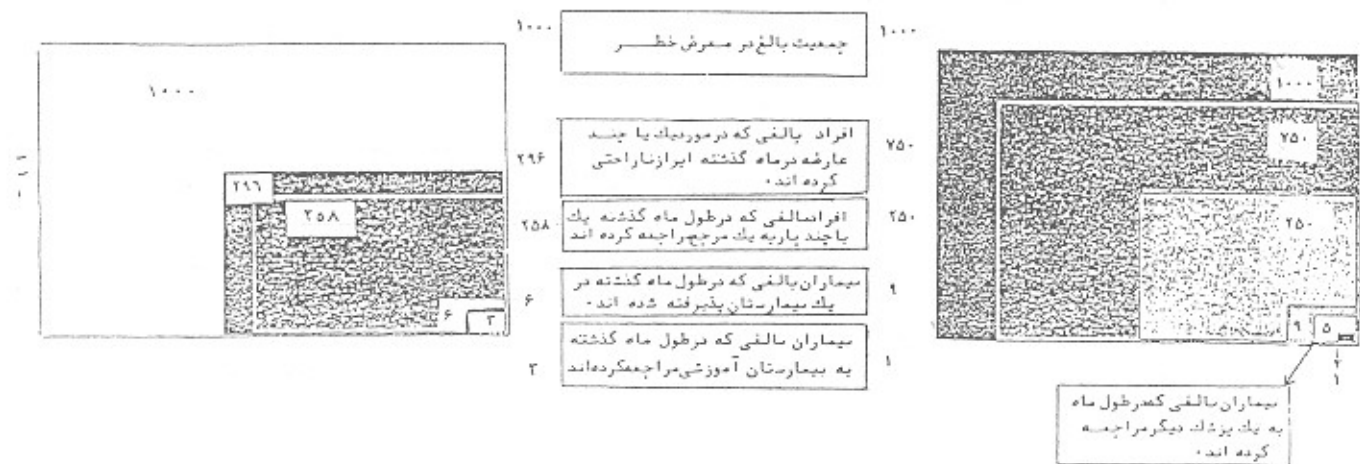 ۱۰۰۰
جمعیت بالغ در معرض خطر
۱۰۰۰
۱۰۰۰
۱۰۰۰
۲۹۶
افراد بالغی که در مورد یک یا چند
عارضه در ماه گذشته ابراز ناراحتی
کرده اند۰
۷۵۰
۷۵۰
۲۹۶
۲۵۸
۲۵۸
افراد بالغی که در طول ماه گذشته یک
یا چند بار به یک مرجع مراجعه کرده اند
۲۵۰
۲۵۰
۶
بیماران بالغی که در طول ماه گذشته در
یک بیمارستان پذیرفته شده اند۰
۹
۶
۳
۹
۵
۳
بیماران بالغی که در طول ماه گذشته
به بیمارستان آموزشی مراجعه کرده اند
۱
۱
بیماران بالغی که در طول ماه
به یک پزشک دیگر مراجعه
کرده اند۰